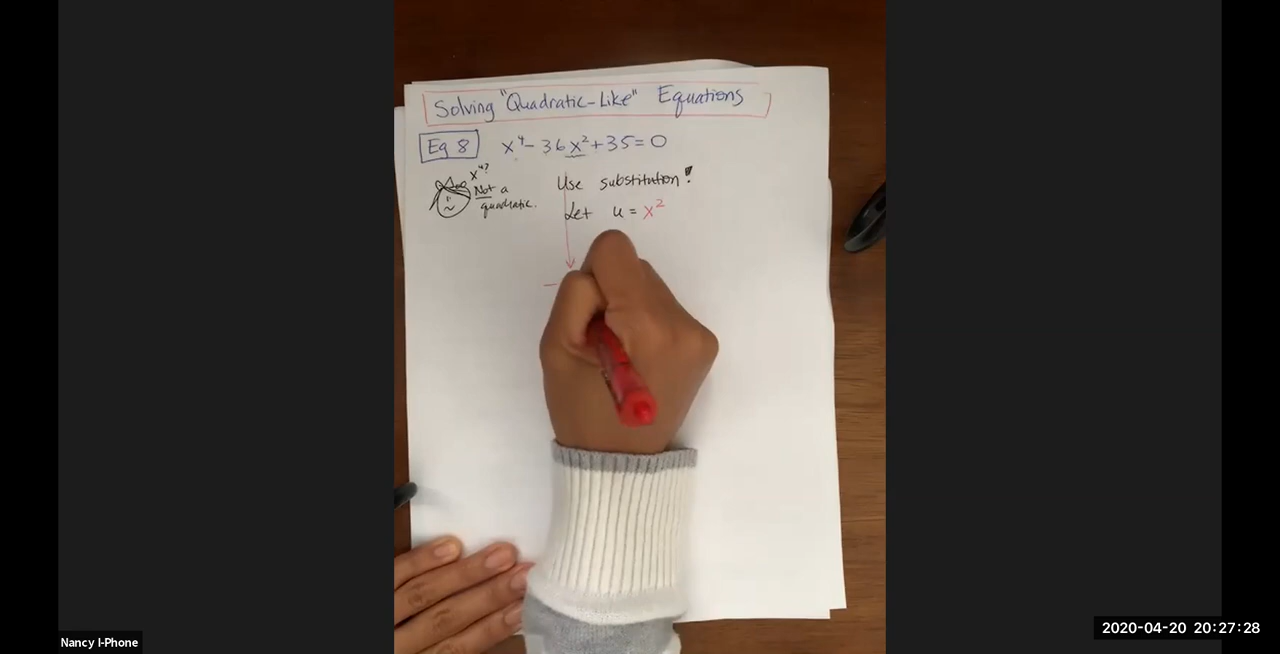 Solving "Quadratic-Like" Equations
Eg 8
x⁴ - 36x² + 35 = 0
x⁴?
Not a
quadratic.
Use substitution!
Let u = x²
Nancy I-Phone
2020-04-20 20:27:28